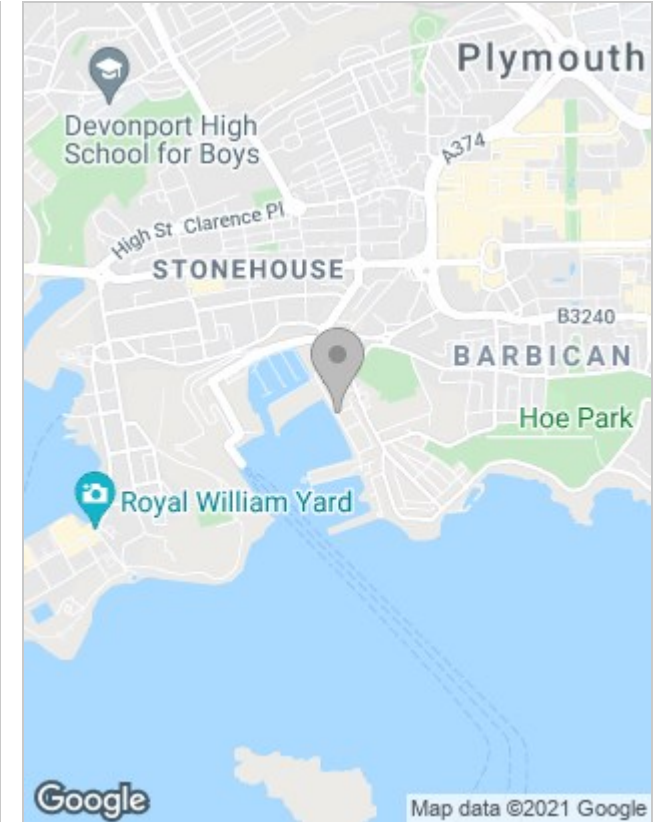 Plymouth
Devonport High
School for Boys
A374
High St Clarence Pl
STONEHOUSE
B3240
BARBICAN
Hoe Park
Royal William Yard
Google
Map data ©2021 Google